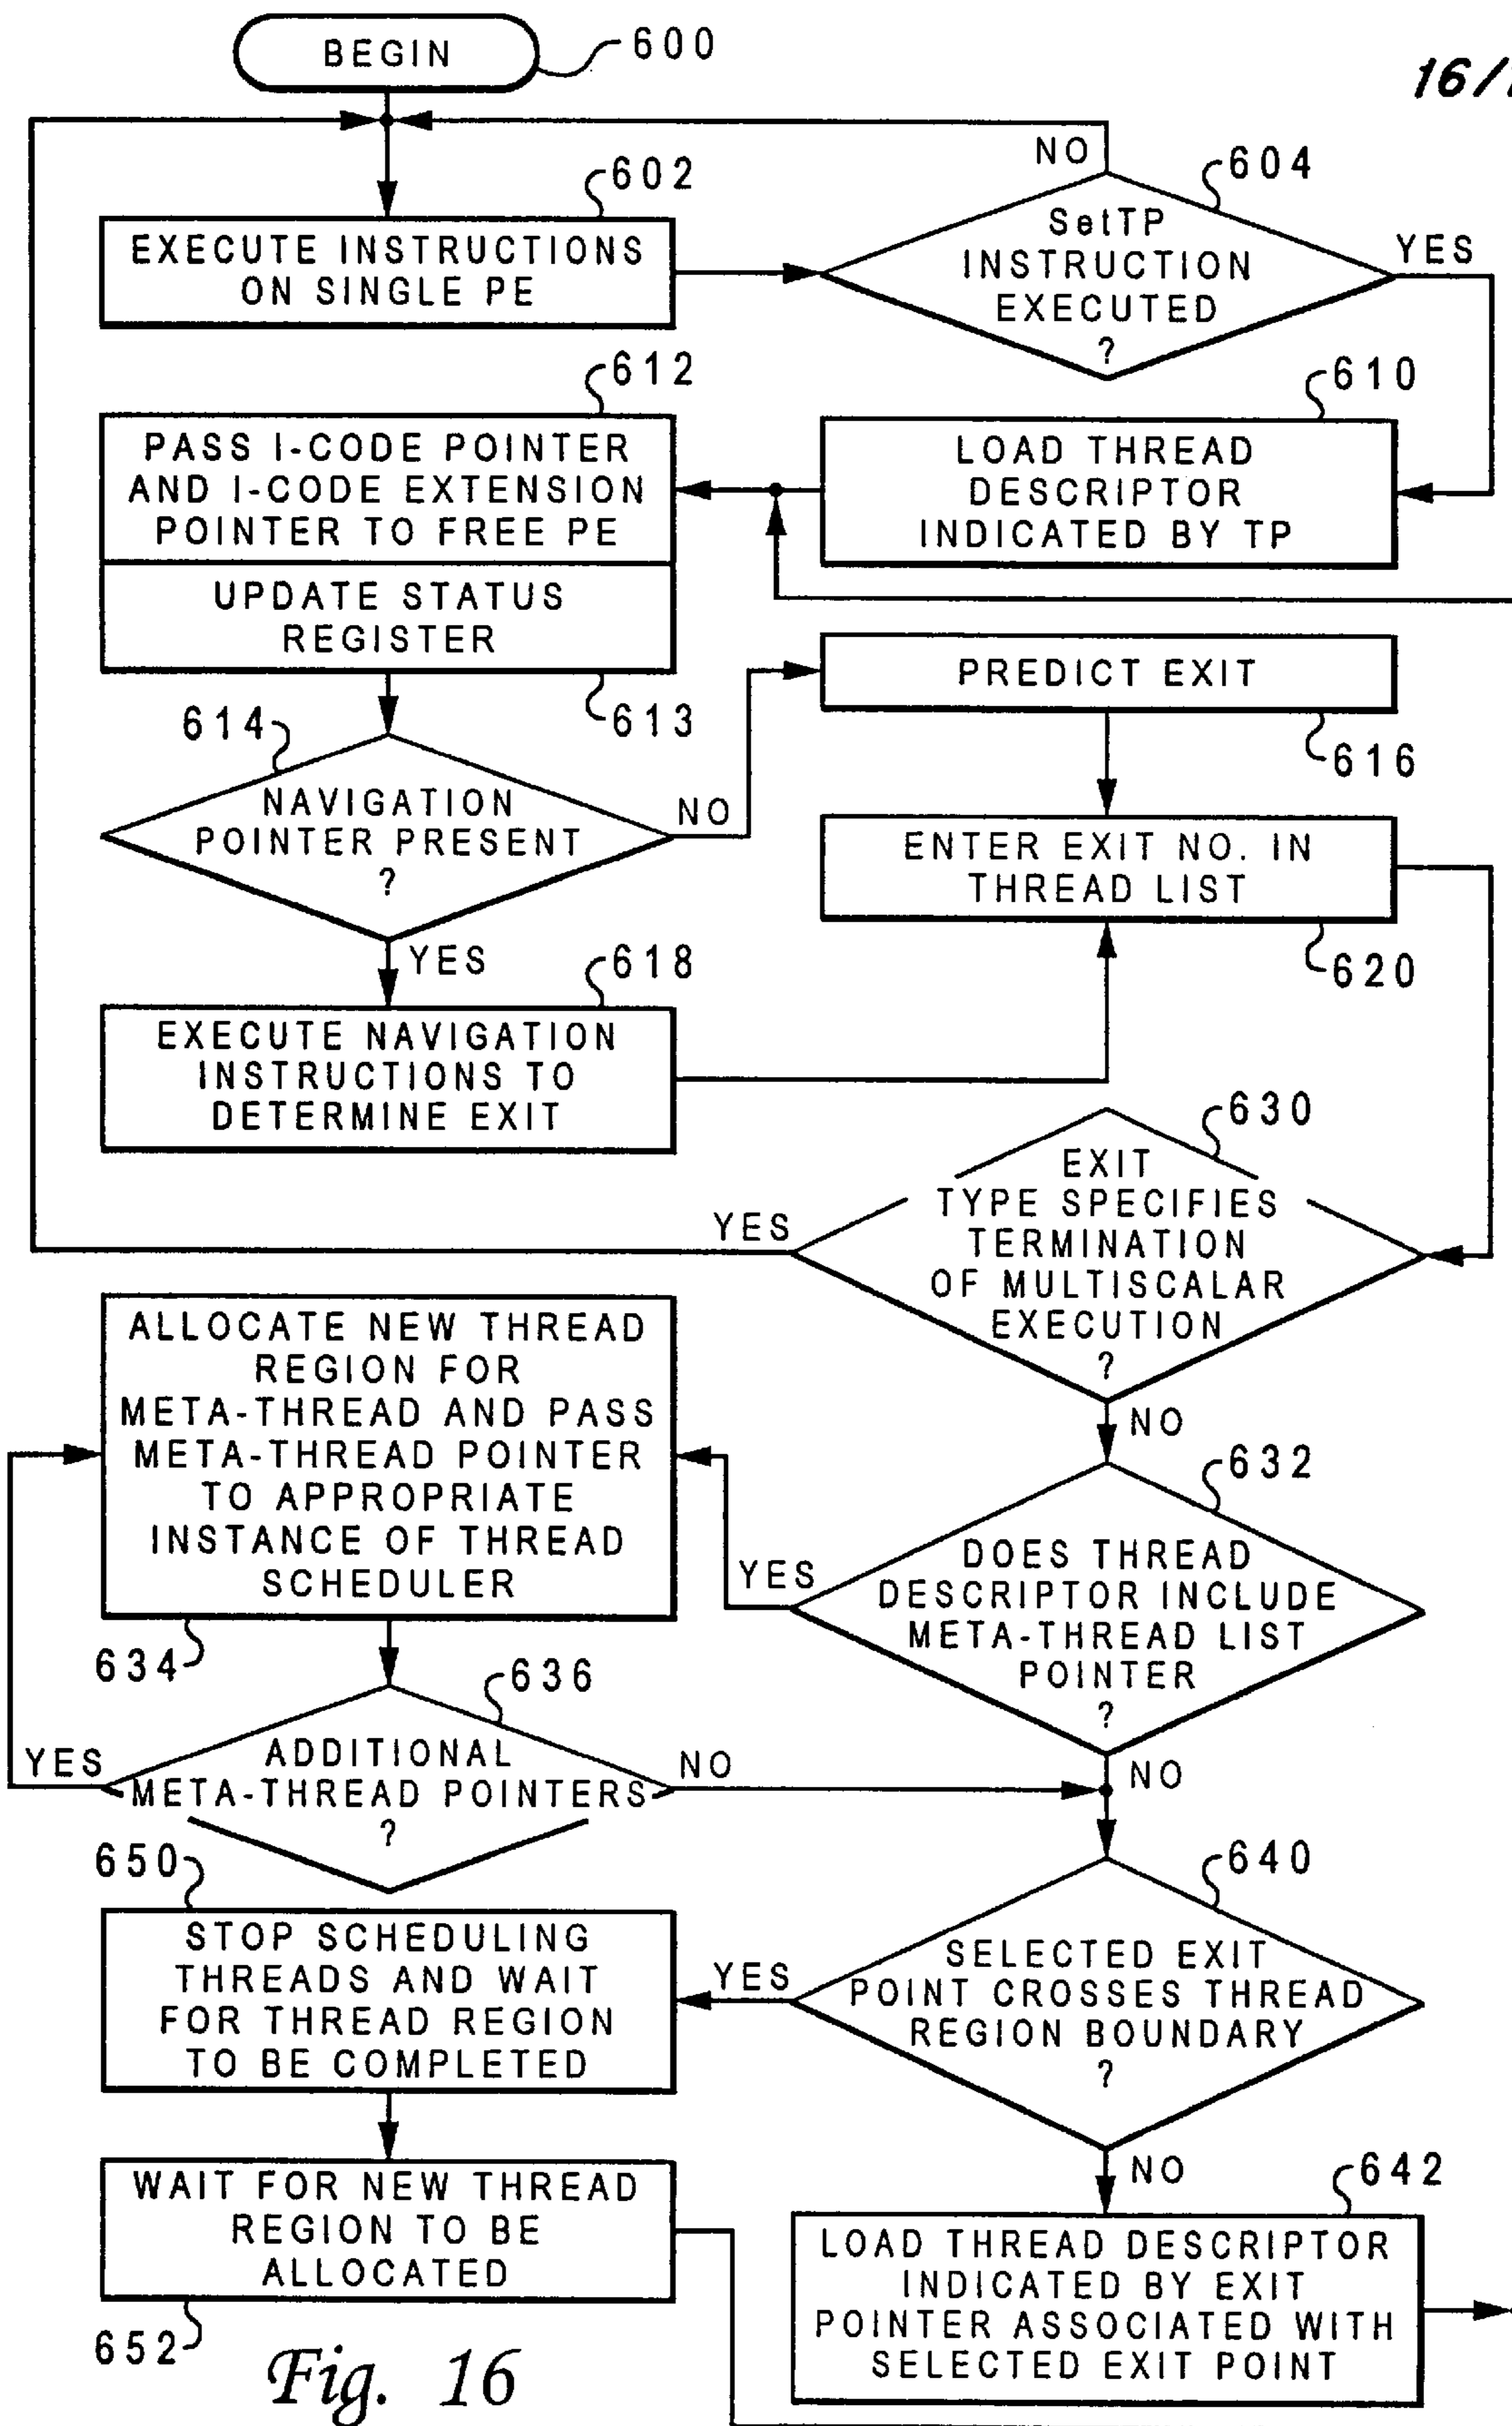 BEGIN
600
16/
NO
602
604
EXECUTE INSTRUCTIONS
ON SINGLE PE
SetTP
INSTRUCTION
EXECUTED
?
YES
612
610
PASS I-CODE POINTER
AND I-CODE EXTENSION
POINTER TO FREE PE
LOAD THREAD
DESCRIPTOR
INDICATED BY TP
UPDATE STATUS
REGISTER
613
PREDICT EXIT
616
614
NAVIGATION
POINTER PRESENT
?
NO
YES
ENTER EXIT NO. IN
THREAD LIST
620
618
EXECUTE NAVIGATION
INSTRUCTIONS TO
DETERMINE EXIT
630
EXIT
TYPE SPECIFIES
TERMINATION
OF MULTISCALAR
EXECUTION
?
YES
NO
ALLOCATE NEW THREAD
REGION FOR
META-THREAD AND PASS
META-THREAD POINTER
TO APPROPRIATE
INSTANCE OF THREAD
SCHEDULER
634
632
DOES THREAD
DESCRIPTOR INCLUDE
META-THREAD LIST
POINTER
?
YES
NO
636
ADDITIONAL
META-THREAD POINTERS
?
YES
NO
650
STOP SCHEDULING
THREADS AND WAIT
FOR THREAD REGION
TO BE COMPLETED
640
SELECTED EXIT
POINT CROSSES THREAD
REGION BOUNDARY
?
YES
NO
WAIT FOR NEW THREAD
REGION TO BE
ALLOCATED
652
642
LOAD THREAD DESCRIPTOR
INDICATED BY EXIT
POINTER ASSOCIATED WITH
SELECTED EXIT POINT
Fig. 16